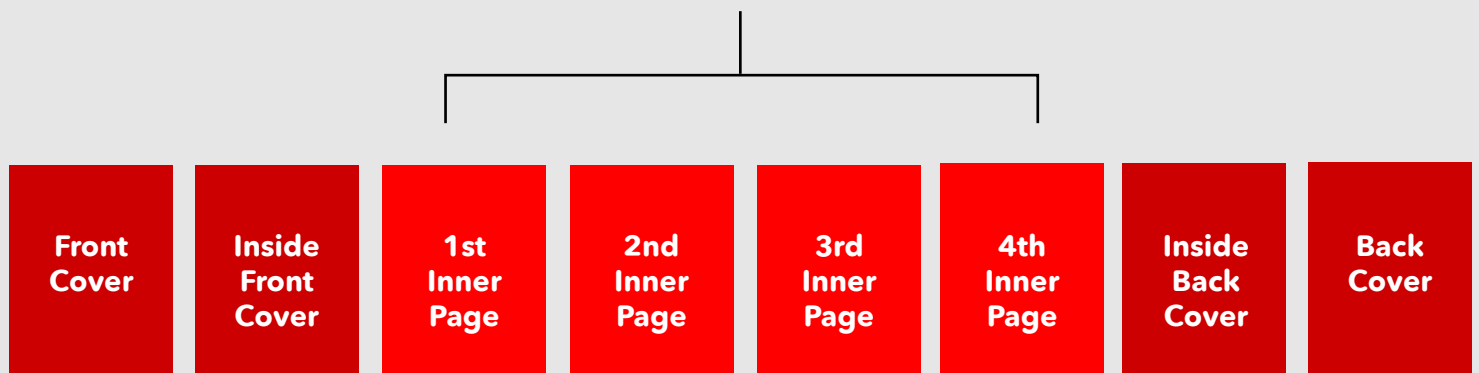 Front
Cover
Inside
Front
Cover
1st
Inner
Page
2nd
Inner
Page
3rd
Inner
Page
4th
Inner
Page
Inside
Back
Cover
Back
Cover